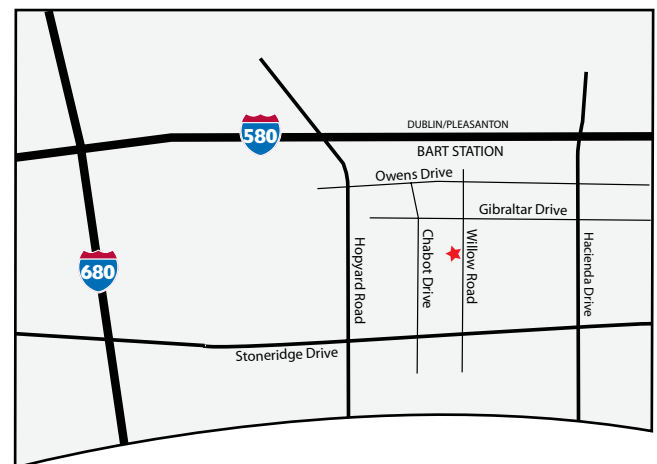 580
DUBLIN/PLEASANTON
BART STATION
Owens Drive
Gibraltar Drive
680
Hopyard Road
Chabot Drive
Willow Road
Hacienda Drive
Stoneridge Drive